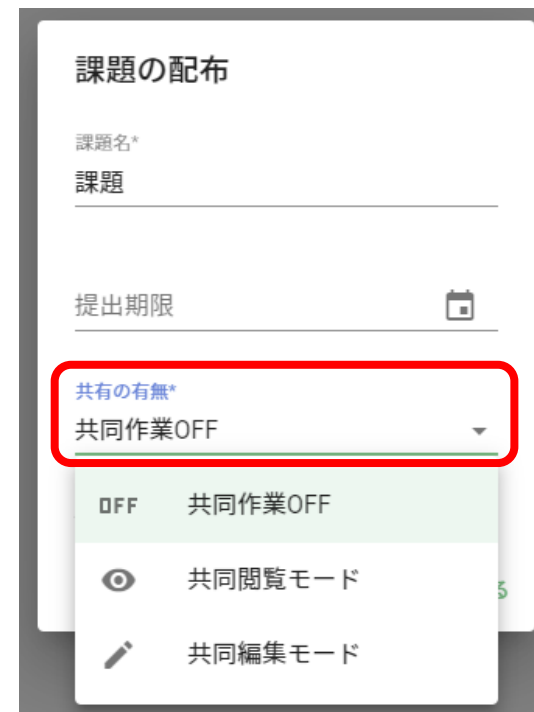 課題の配布
課題名*
課題
提出期限
共有の有無*
共同作業OFF
OFF 共同作業OFF
共同閲覧モード
共同編集モード
る